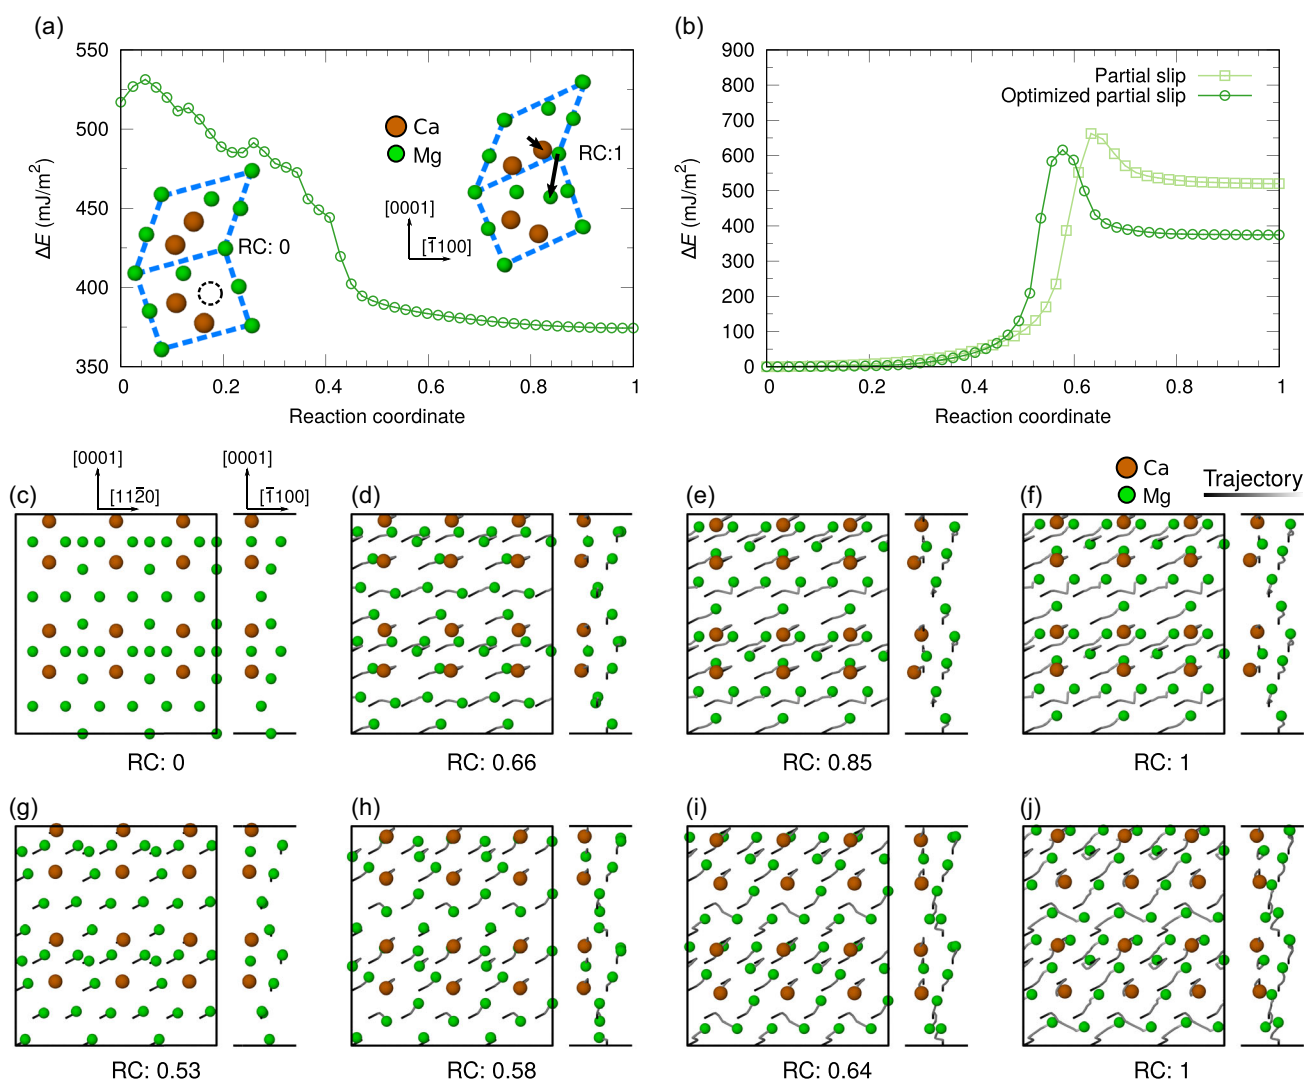 (a)
550
500
450
400
350
ΔE (mJ/m²)
0
0.2
0.4
0.6
0.8
1
Reaction coordinate
Ca
Mg
RC: 0
RC:1
[0001]
[1̅100]
(b)
900
800
700
600
500
400
300
200
100
0
ΔE (mJ/m²)
0
0.2
0.4
0.6
0.8
1
Reaction coordinate
Partial slip
Optimized partial slip
(c)
[0001]
[112̅0]
[0001]
[1̅100]
RC: 0
(d)
RC: 0.66
(e)
RC: 0.85
(f)
Ca
Mg
Trajectory
RC: 1
(g)
RC: 0.53
(h)
RC: 0.58
(i)
RC: 0.64
(j)
RC: 1